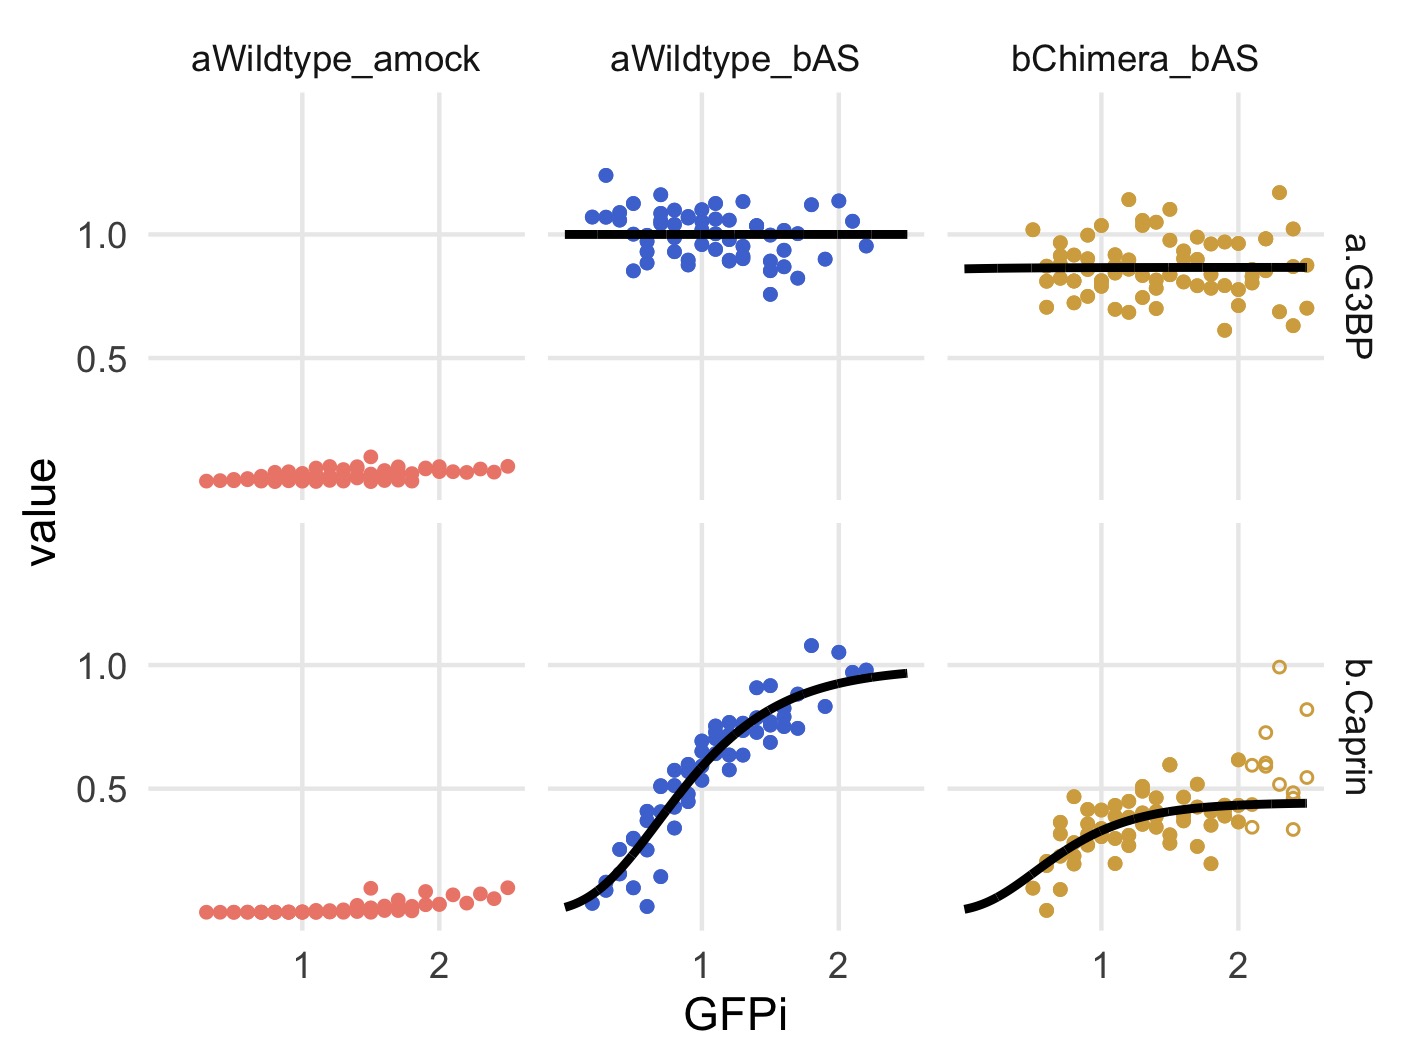 aWildtype_amock
aWildtype_bAS
bChimera_bAS
1.0
0.5
a.G3BP
value
1.0
0.5
b.Caprin
1
2
1
2
1
2
GFPi